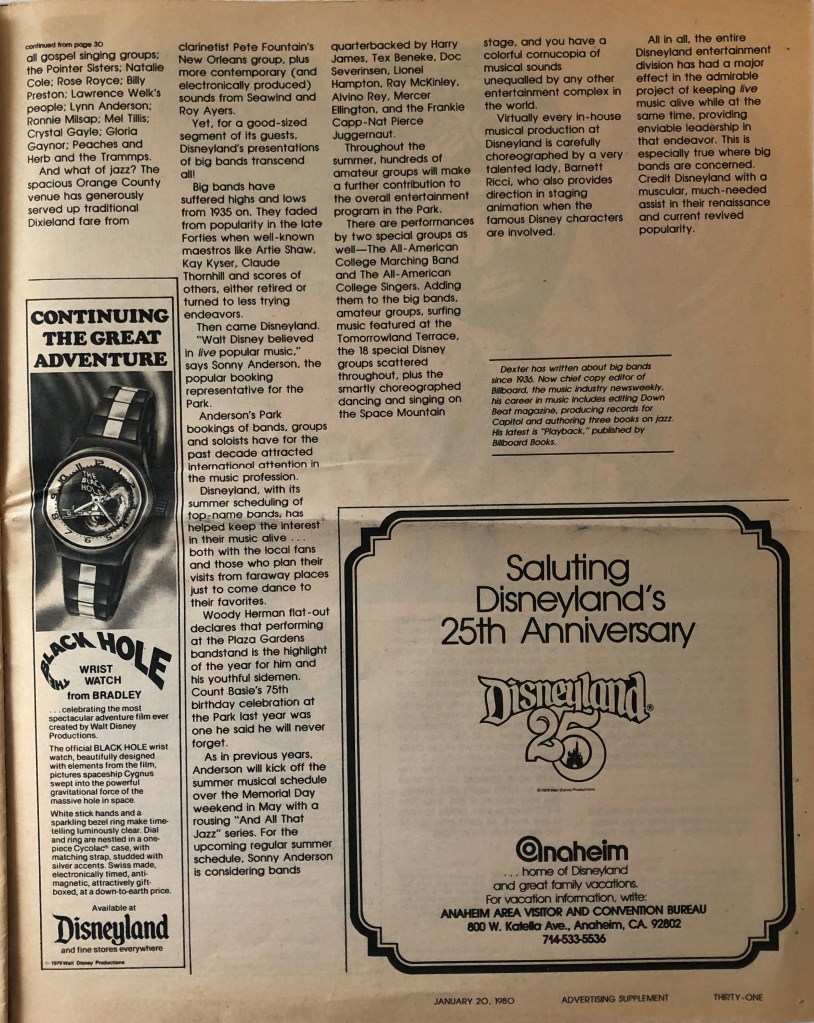 continued from page 30
all gospel singing groups;
the Pointer Sisters; Natalie
Cole; Rose Royce; Billy
Preston; Lawrence Welk's
people; Lynn Anderson;
Ronnie Milsap; Mel Tillis;
Crystal Gayle; Gloria
Gaynor; Peaches and
Herb and the Trammps.
And what of jazz? The
spacious Orange County
venue has generously
served up traditional
Dixieland fare from
clarinetist Pete Fountain's
New Orleans group, plus
more contemporary (and
electronically produced)
sounds from Seawind and
Roy Ayers.
Yet, for a good-sized
segment of its guests,
Disneyland's presentations
of big bands transcend
all!
Big bands have
suffered highs and lows
from 1935 on. They faded
from popularity in the late
Forties when well-known
maestros like Artie Shaw,
Kay Kyser, Claude
Thornhill and scores of
others, either retired or
turned to less trying
endeavors.
Then came Disneyland.
"Walt Disney believed
in live popular music,"
says Sonny Anderson, the
popular booking
representative for the
Park.
Anderson's Park
bookings of bands, groups
and soloists have for the
past decade attracted
international attention in
the music profession.
Disneyland, with its
summer scheduling of
top-name bands, has
helped keep the interest
in their music alive . . .
both with the local fans
and those who plan their
visits from faraway places
just to come dance to
their favorites.
Woody Herman flat-out
declares that performing
at the Plaza Gardens
bandstand is the highlight
of the year for him and
his youthful sidemen.
Count Basie's 75th
birthday celebration at
the Park last year was
one he said he will never
forget.
As in previous years,
Anderson will kick off the
summer musical schedule
over the Memorial Day
weekend in May with a
rousing "And All That
Jazz" series. For the
upcoming regular summer
schedule, Sonny Anderson
is considering bands
quarterbacked by Harry
James, Tex Beneke, Doc
Severinsen, Lionel
Hampton, Ray McKinley,
Alvino Rey, Mercer
Ellington, and the Frankie
Capp-Nat Pierce
Juggernaut.
Throughout the
summer, hundreds of
amateur groups will make
a further contribution to
the overall entertainment
program in the Park.
There are performances
by two special groups as
well—The All-American
College Marching Band
and The All-American
College Singers. Adding
them to the big bands,
amateur groups, surfing
music featured at the
Tomorrowland Terrace,
the 18 special Disney
groups scattered
throughout, plus the
smartly choreographed
dancing and singing on
the Space Mountain
stage, and you have a
colorful cornucopia of
musical sounds
unequalled by any other
entertainment complex in
the world.
Virtually every in-house
musical production at
Disneyland is carefully
choreographed by a very
talented lady, Barnett
Ricci, who also provides
direction in staging
animation when the
famous Disney characters
are involved.
All in all, the entire
Disneyland entertainment
division has had a major
effect in the admirable
project of keeping live
music alive while at the
same time, providing
enviable leadership in
that endeavor. This is
especially true where big
bands are concerned.
Credit Disneyland with a
muscular, much-needed
assist in their renaissance
and current revived
popularity.
Dexter has written about big bands
since 1936. Now chief copy editor of
Billboard, the music industry newsweekly,
his career in music includes editing Down
Beat magazine, producing records for
Capitol and authoring three books on jazz.
His latest is "Playback," published by
Billboard Books.
CONTINUING
THE GREAT
ADVENTURE
THE
BLACK
HOLE
THE BLACK HOLE
WRIST
WATCH
from BRADLEY
. . . celebrating the most
spectacular adventure film ever
created by Walt Disney
Productions.
The official BLACK HOLE wrist
watch, beautifully designed
with elements from the film,
pictures spaceship Cygnus
swept into the powerful
gravitational force of the
massive hole in space.
White stick hands and a
sparkling bezel ring make time-
telling luminously clear. Dial
and ring are nestled in a one-
piece Cycolac® case, with
matching strap, studded with
silver accents. Swiss made,
electronically timed, anti-
magnetic, attractively gift-
boxed, at a down-to-earth price.
Available at
Disneyland
and fine stores everywhere
© 1979 Walt Disney Productions
Saluting
Disneyland's
25th Anniversary
Disneyland®
25
© 1979 Walt Disney Productions
Anaheim
. . . home of Disneyland
and great family vacations.
For vacation information, write:
ANAHEIM AREA VISITOR AND CONVENTION BUREAU
800 W. Katella Ave., Anaheim, CA. 92802
714-533-5536
JANUARY 20, 1980 ADVERTISING SUPPLEMENT THIRTY-ONE